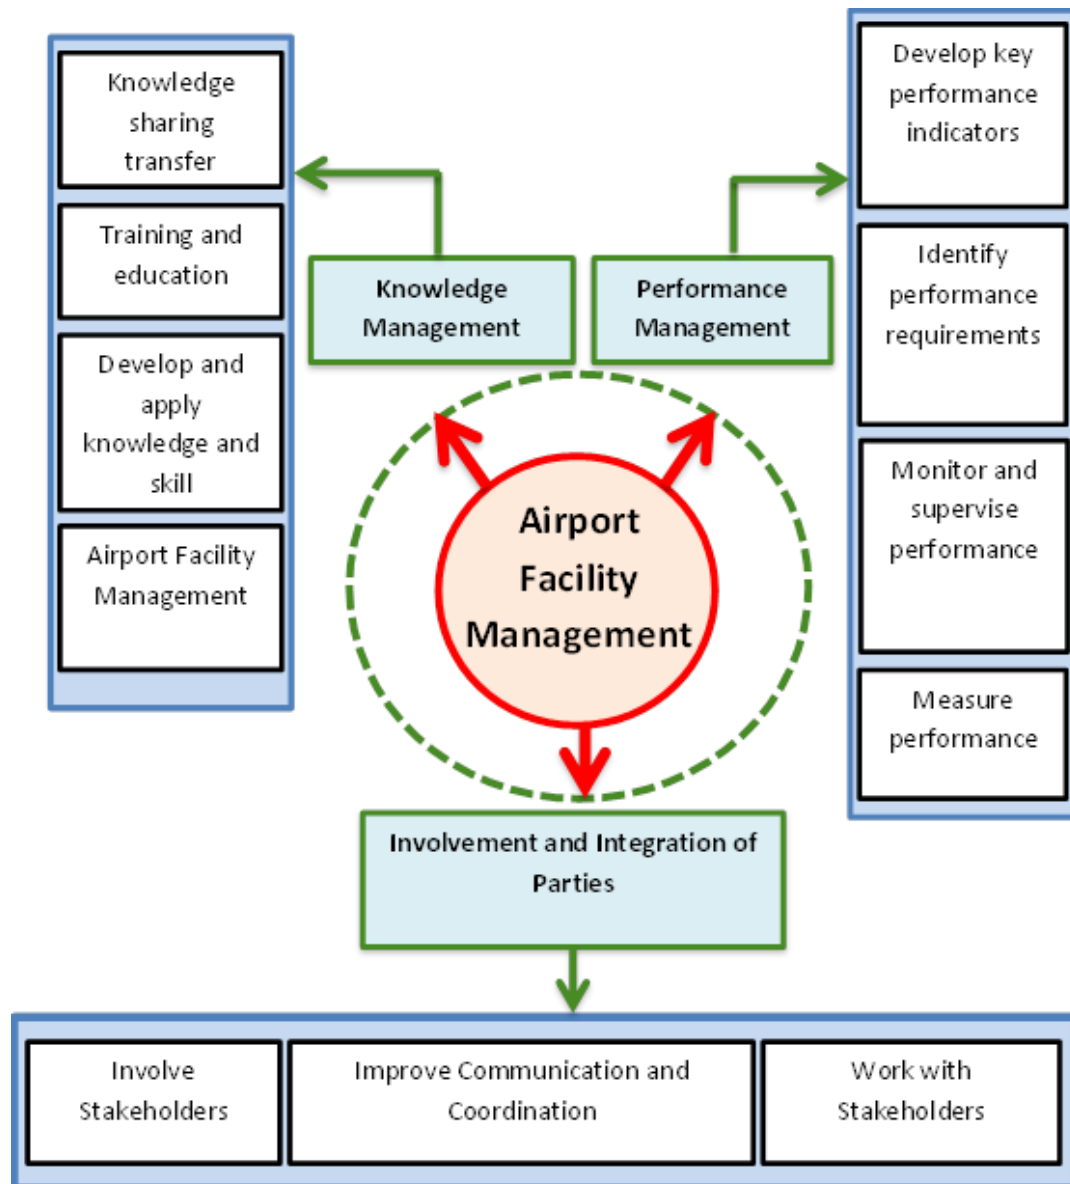 Knowledge
sharing
transfer
Training and
education
Develop and
apply
knowledge and
skill
Airport Facility
Management
Knowledge
Management
Performance
Management
Develop key
performance
indicators
Identify
performance
requirements
Monitor and
supervise
performance
Measure
performance
Airport
Facility
Management
Involvement and Integration of
Parties
Involve
Stakeholders
Improve Communication and
Coordination
Work with
Stakeholders